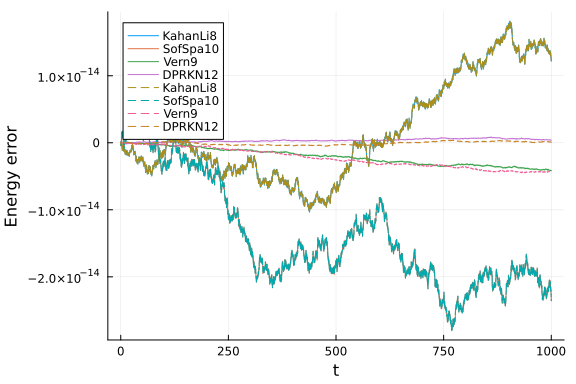 KahanLi8
SofSpa10
Vern9
DPRKN12
KahanLi8
SofSpa10
Vern9
DPRKN12
1.0×10⁻¹⁴
0
−1.0×10⁻¹⁴
−2.0×10⁻¹⁴
Energy error
0 250 500 750 1000
t